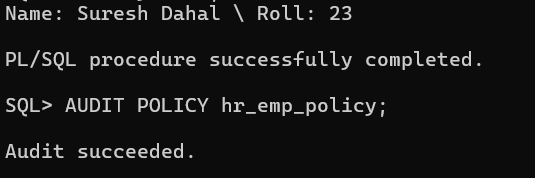 Name: Suresh Dahal \ Roll: 23
PL/SQL procedure successfully completed.
SQL> AUDIT POLICY hr_emp_policy;
Audit succeeded.